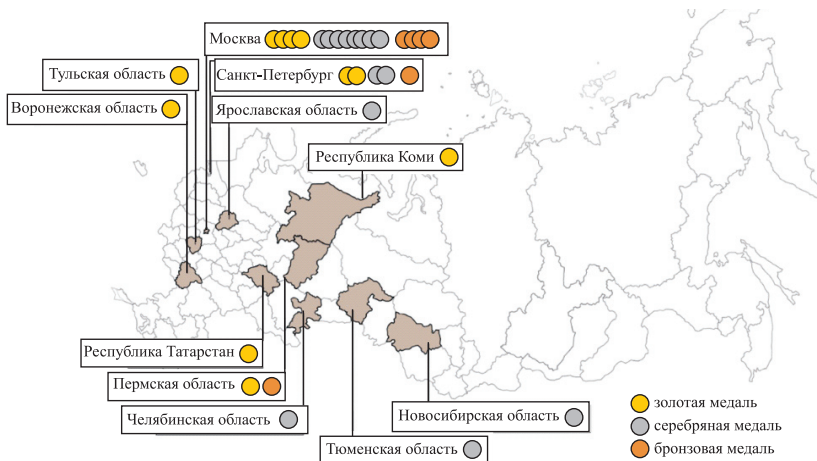 Москва
Тульская область
Санкт-Петербург
Воронежская область
Ярославская область
Республика Коми
Республика Татарстан
Пермская область
Челябинская область
Новосибирская область
Тюменская область
золотая медаль
серебряная медаль
бронзовая медаль